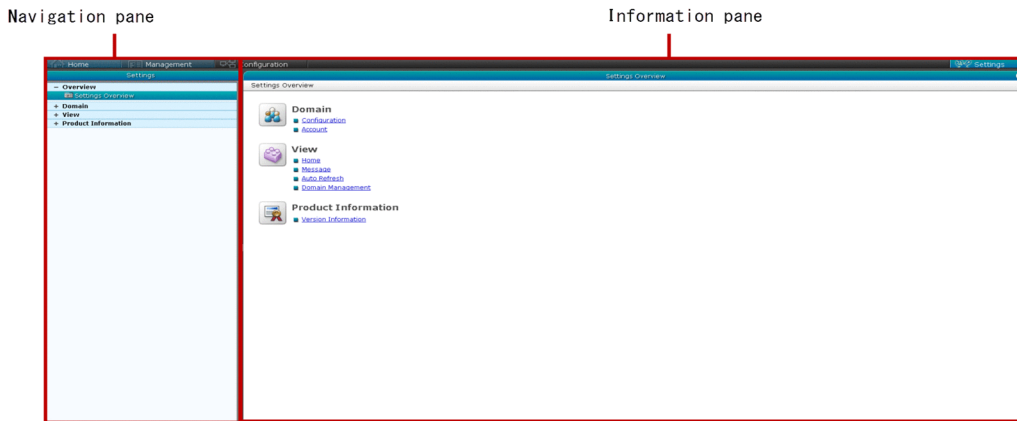 Navigation pane
Information pane
Home
Management
onfiguration
Settings
Settings
Settings Overview
− Overview
Settings Overview
+ Domain
+ View
+ Product Information
Settings Overview
Domain
Configuration
Account
View
Home
Message
Auto Refresh
Domain Management
Product Information
Version Information